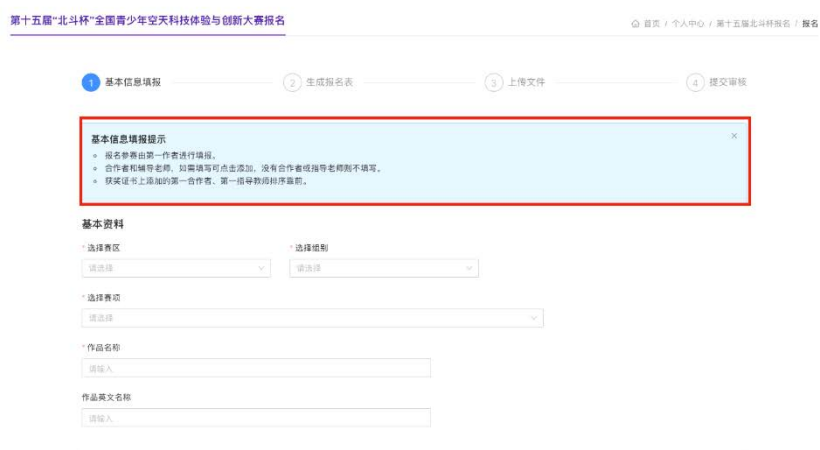 第十五届“北斗杯”全国青少年空天科技体验与创新大赛报名
首页 / 个人中心 / 第十五届北斗杯报名 / 报名
1 基本信息填报
2 生成报名表
3 上传文件
4 提交审核
基本信息填报提示 ×
报名参赛由第一作者进行填报。
合作者和辅导老师，如需填写可点击添加，没有合作者或指导老师则不填写。
获奖证书上添加的第一合作者、第一指导教师排序靠前。
基本资料
* 选择赛区
* 选择组别
请选择
请选择
* 选择赛项
请选择
* 作品名称
请输入
作品英文名称
请输入